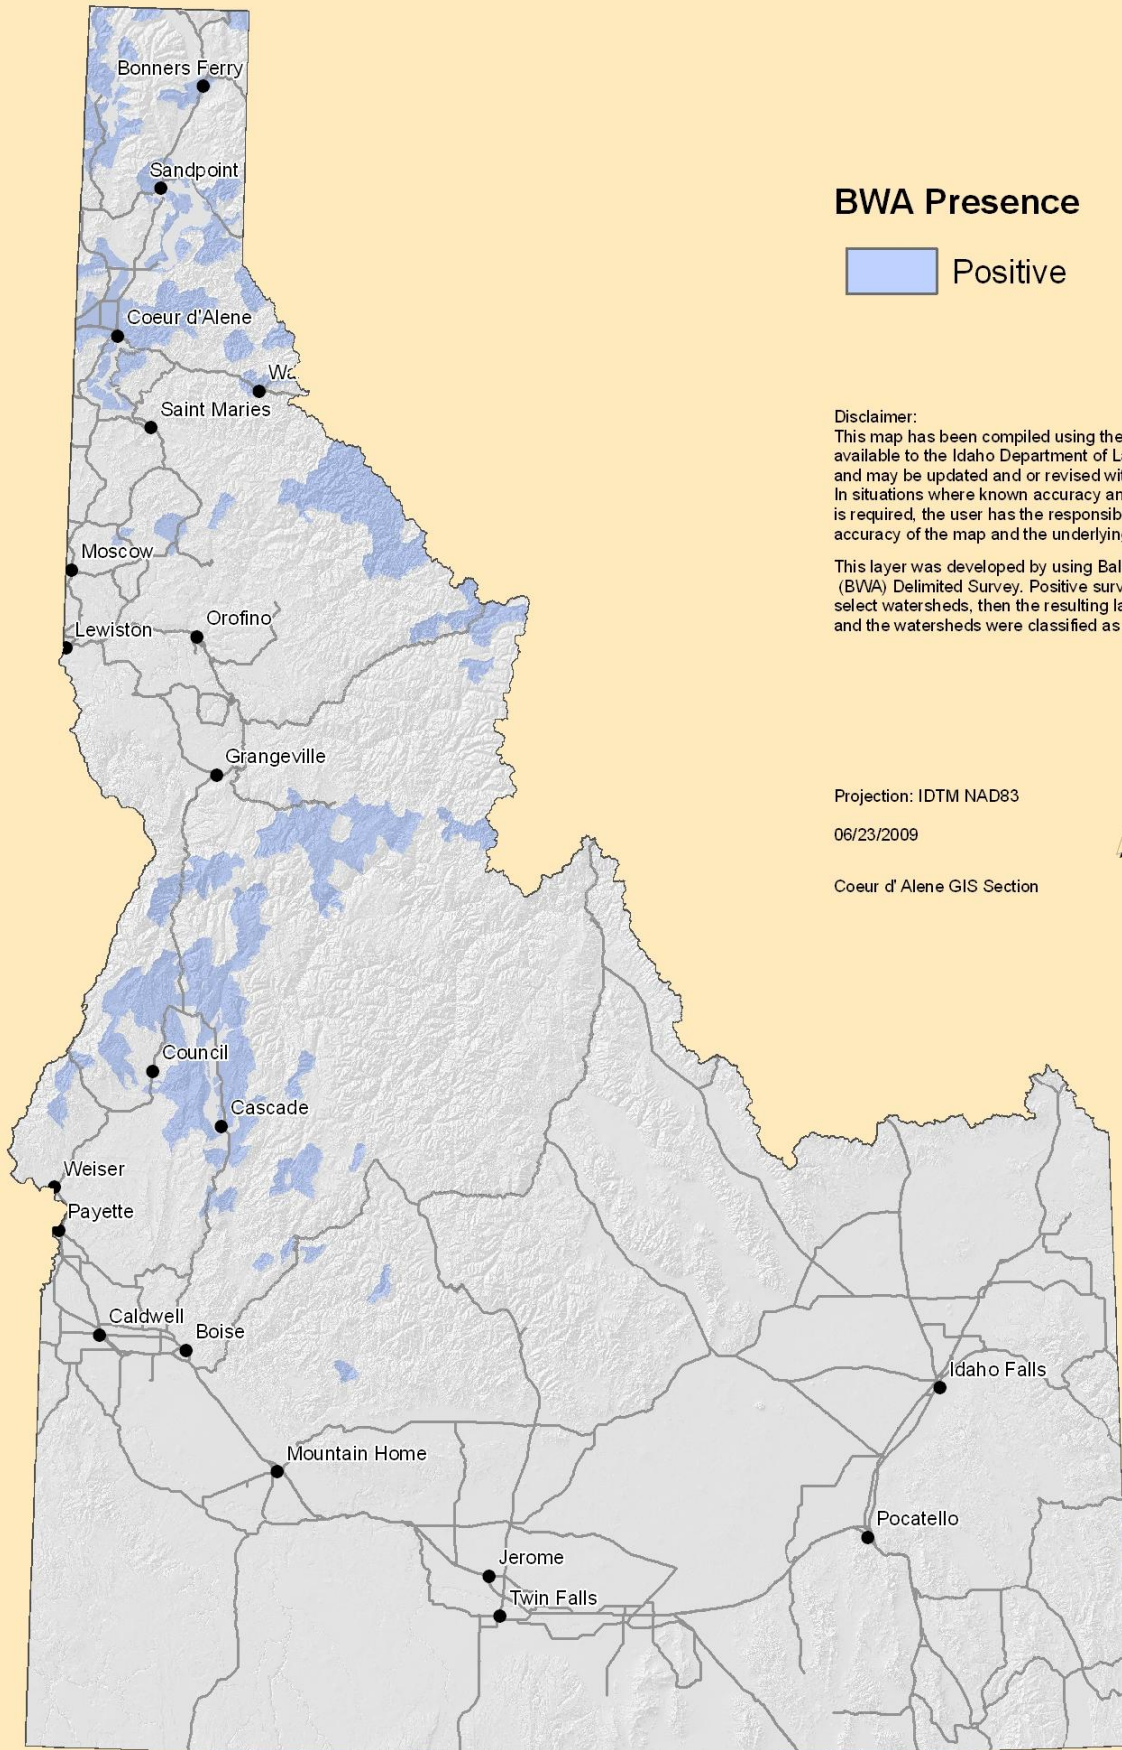 Bonners Ferry
Sandpoint
BWA Presence
Positive
Coeur d'Alene
Saint Maries
Disclaimer:
This map has been compiled using the
available to the Idaho Department of
and may be updated and or revised
In situations where known accuracy
is required, the user has the
accuracy of the map and the
This layer was developed by using
(BWA) Delimited Survey. Positive
select watersheds, then the resulting
and the watersheds were classified as
Moscow
Orofino
Lewiston
Grangeville
Projection: IDTM NAD83
06/23/2009
Coeur d' Alene GIS Section
Council
Cascade
Weiser
Payette
Caldwell
Boise
Idaho Falls
Mountain Home
Pocatello
Jerome
Twin Falls